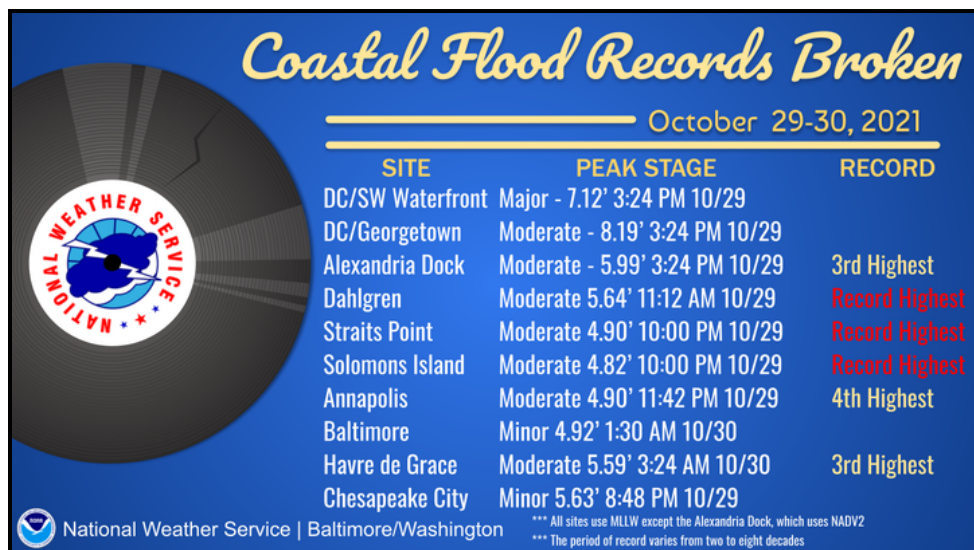 Coastal Flood Records Broken
October 29-30, 2021
SITE PEAK STAGE RECORD
DC/SW Waterfront Major - 7.12' 3:24 PM 10/29
DC/Georgetown Moderate - 8.19' 3:24 PM 10/29
Alexandria Dock Moderate - 5.99' 3:24 PM 10/29 3rd Highest
Dahlgren Moderate 5.64' 11:12 AM 10/29 Record Highest
Straits Point Moderate 4.90' 10:00 PM 10/29 Record Highest
Solomons Island Moderate 4.82' 10:00 PM 10/29 Record Highest
Annapolis Moderate 4.90' 11:42 PM 10/29 4th Highest
Baltimore Minor 4.92' 1:30 AM 10/30
Havre de Grace Moderate 5.59' 3:24 AM 10/30 3rd Highest
Chesapeake City Minor 5.63' 8:48 PM 10/29
NATIONAL WEATHER SERVICE
NOAA
National Weather Service | Baltimore/Washington
*** All sites use MLLW except the Alexandria Dock, which uses NADV2
*** The period of record varies from two to eight decades